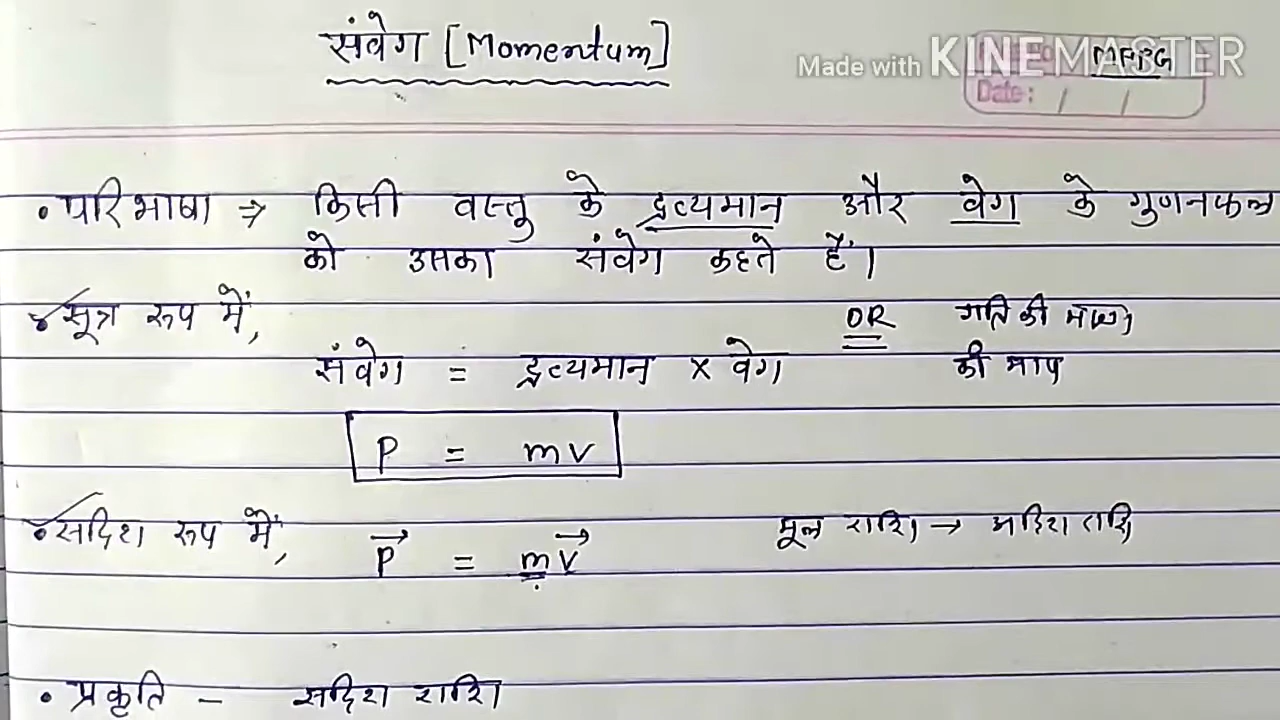 संवेग [Momentum]
Made with KINEMASTER
MFBG
Date: / /
• परिभाषा ⇒ किसी वस्तु के द्रव्यमान और वेग के गुणनफल
को उसका संवेग कहते हैं।
• सूत्र रूप में,
OR गति की मात्रा
संवेग = द्रव्यमान × वेग की माप
P = mv
• सदिश रूप में, P⃗ = mv⃗ मूल राशि → अदिश राशि
• प्रकृति – सदिश राशि